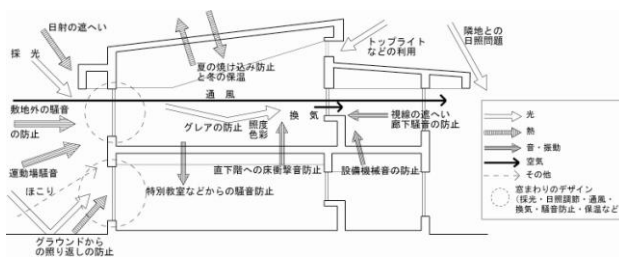 日射の遮へい
採光
夏の焼け込み防止
と冬の保温
トップライト
などの利用
隣地との
日照問題
通風
敷地外の騒音
の防止
グレアの防止
照度
色彩
換気
視線の遮へい
廊下騒音の防止
運動場騒音
ほこり
特別教室などからの騒音防止
直下階への床衝撃音防止
設備機械音の防止
グラウンドから
の照り返しの防止
光
熱
音・振動
空気
その他
窓まわりのデザイン
(採光・日照調節・通風・
換気・騒音防止・保温など